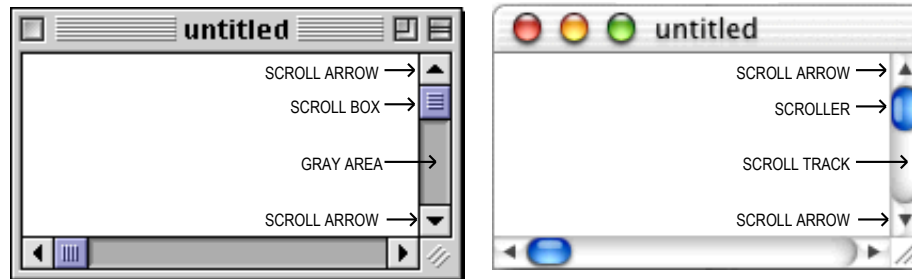 untitled
SCROLL ARROW
SCROLL BOX
GRAY AREA
SCROLL ARROW
untitled
SCROLL ARROW
SCROLLER
SCROLL TRACK
SCROLL ARROW